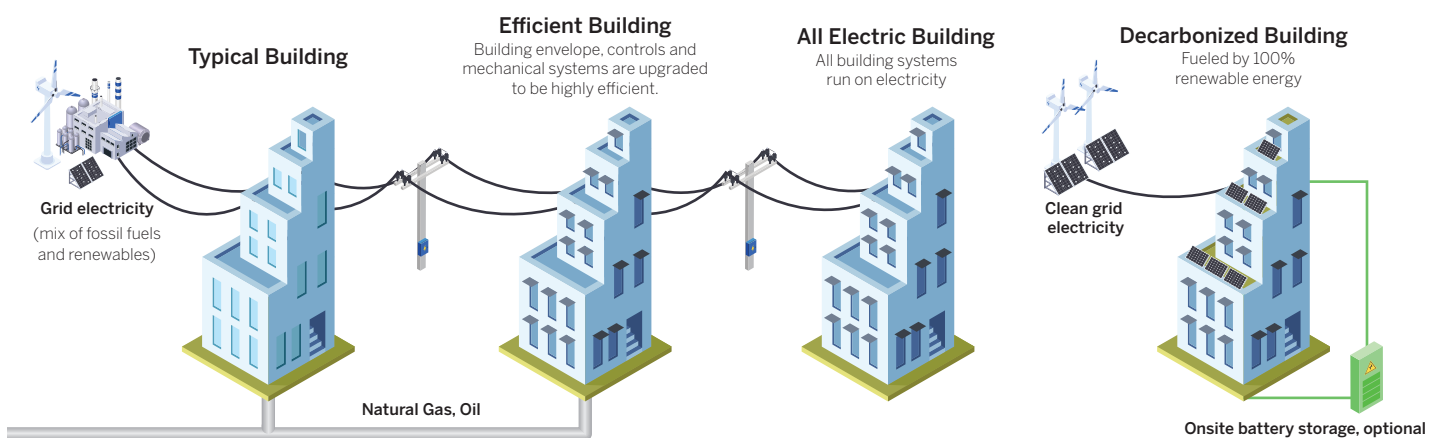 Typical Building
Grid electricity
(mix of fossil fuels
and renewables)
Efficient Building
Building envelope, controls and
mechanical systems are upgraded
to be highly efficient.
Natural Gas, Oil
All Electric Building
All building systems
run on electricity
Decarbonized Building
Fueled by 100%
renewable energy
Clean grid
electricity
Onsite battery storage, optional